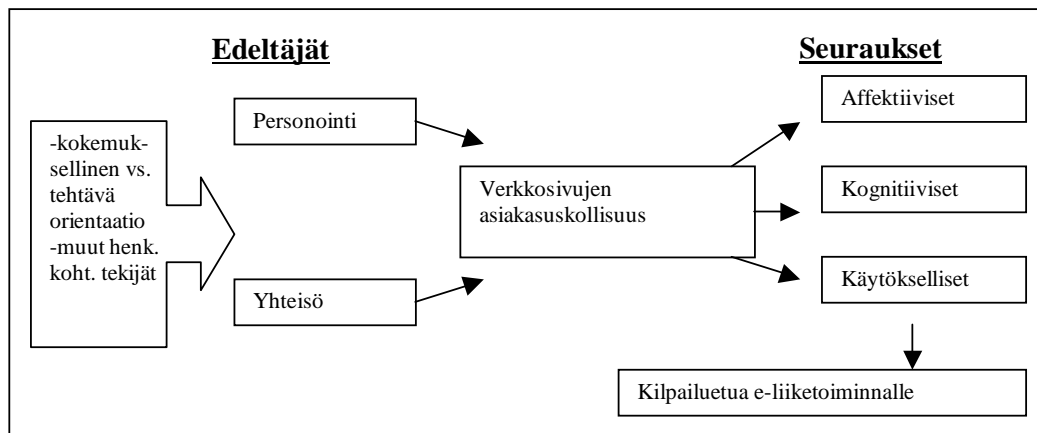 Edeltäjät
Seuraukset
-kokemuk-
sellinen vs.
tehtävä
orientaatio
-muut henk.
koht. tekijät
Personointi
Yhteisö
Verkkosivujen
asiakasuskollisuus
Affektiiviset
Kognitiiviset
Käytökselliset
Kilpailuetua e-liiketoiminnalle